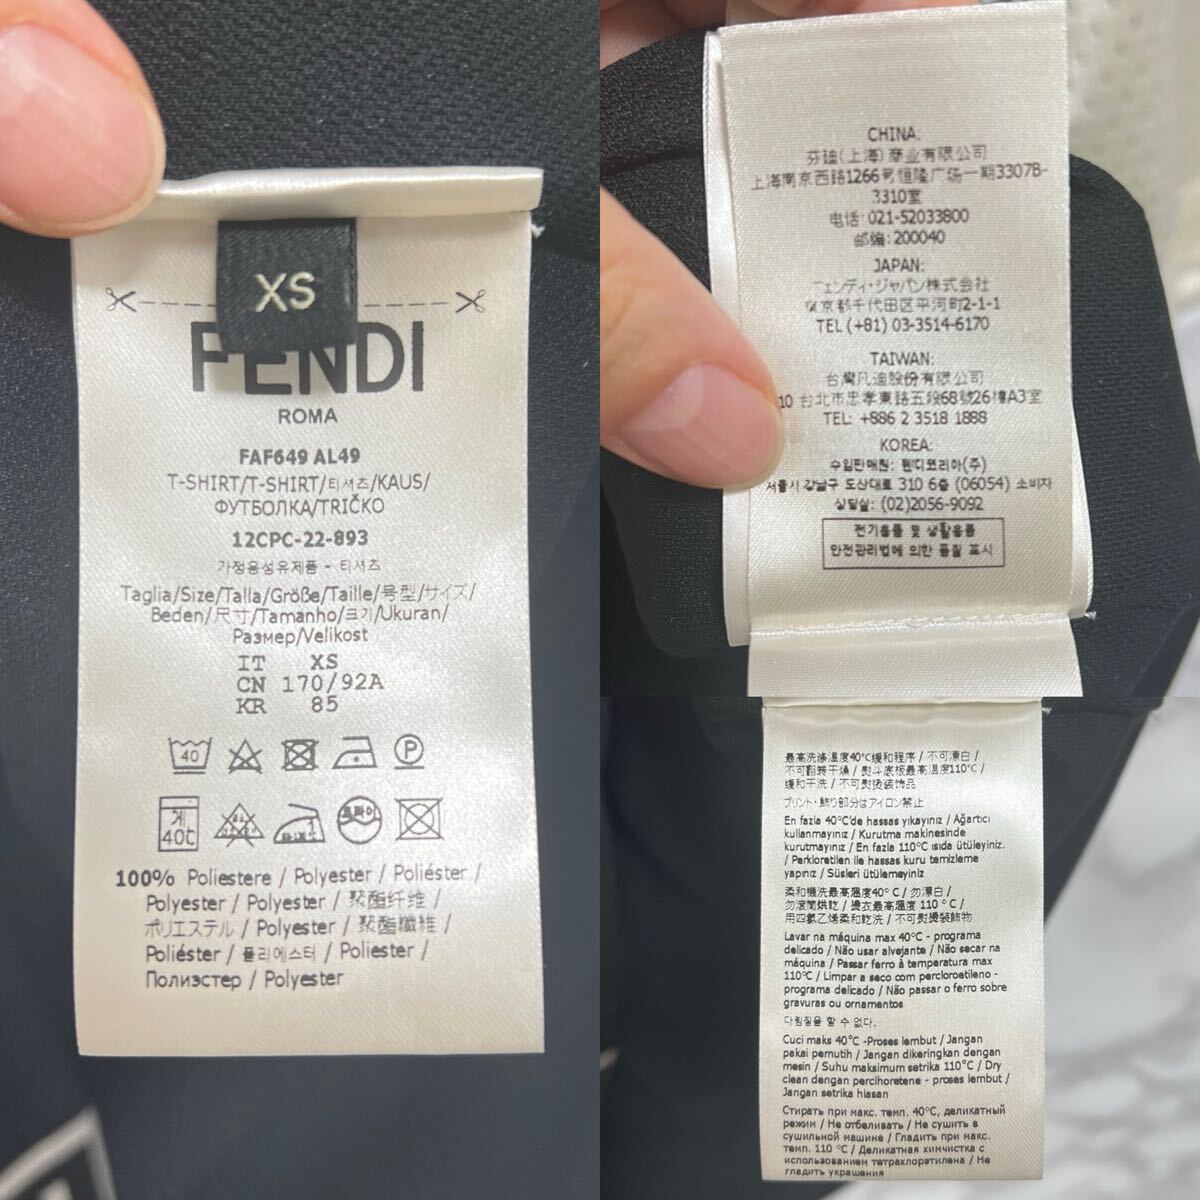 XS
FENDI
ROMA
FAF649 AL49
T-SHIRT/T-SHIRT/티셔츠/KAUS/
ФУТБОЛКА/TRIČKO
12CPC-22-893
가정용섬유제품 - 티셔츠
Taglia/Size/Talla/Größe/Taille/号型/サイズ/
Beden/尺寸/Tamanho/크기/Ukuran/
Размер/Velikost
IT XS
CN 170/92A
KR 85
40
P
40℃ 드라이
100% Poliestere / Polyester / Poliéster /
Polyester / Polyester / 聚酯纤维 /
ポリエステル / Polyester / 聚酯纖維 /
Poliéster / 폴리에스터 / Poliester /
Полиэстер / Polyester
CHINA:
芬迪(上海)商业有限公司
上海南京西路1266号恒隆广场一期3307B-
3310室
电话: 021-52033800
邮编: 200040
JAPAN:
フェンディ・ジャパン株式会社
東京都千代田区平河町2-1-1
TEL (+81) 03-3514-6170
TAIWAN:
台灣凡迪股份有限公司
台北市忠孝東路五段68號26樓A3室
TEL: +886 2 3518 1888
KOREA:
수입판매원: 펜디코리아(주)
서울시 강남구 도산대로 310 6층 (06054) 소비자
상담실: (02)2056-9092
전기용품 및 생활용품
안전관리법에 의한 품질 표시
最高洗涤温度40℃缓和程序 / 不可漂白 /
不可翻转干燥 / 熨斗底板最高温度110℃ /
缓和干洗 / 不可熨烫装饰品
プリント・飾り部分はアイロン禁止
En fazla 40°C'de hassas yıkayınız / Ağartıcı
kullanmayınız / Kurutma makinesinde
kurutmayınız / En fazla 110°C ısıda ütüleyiniz.
/ Perkloretilen ile hassas kuru temizleme
yapınız / Süsleri ütülemeyiniz
柔和機洗最高溫度40°C / 勿漂白 /
勿滾筒烘乾 / 燙衣最高溫度 110 °C /
用四氯乙烯柔和乾洗 / 不可熨燙裝飾物
Lavar na máquina max 40°C - programa
delicado / Não usar alvejante / Não secar na
máquina / Passar ferro à temperatura max
110°C / Limpar a seco com percloroetileno -
programa delicado / Não passar o ferro sobre
gravuras ou ornamentos
다림질을 할 수 없다.
Cuci maks 40°C -Proses lembut / Jangan
pakai pemutih / Jangan dikeringkan dengan
mesin / Suhu maksimum setrika 110°C / Dry
clean dengan perclhoretene - proses lembut /
Jangan setrika hiasan
Стирать при макс. темп. 40°C, деликатный
режим / Не отбеливать / Не сушить в
сушильной машине / Гладить при макс.
темп. 110 °C / Деликатная химчистка с
использованием тетрахлорэтилена / Не
гладить украшения